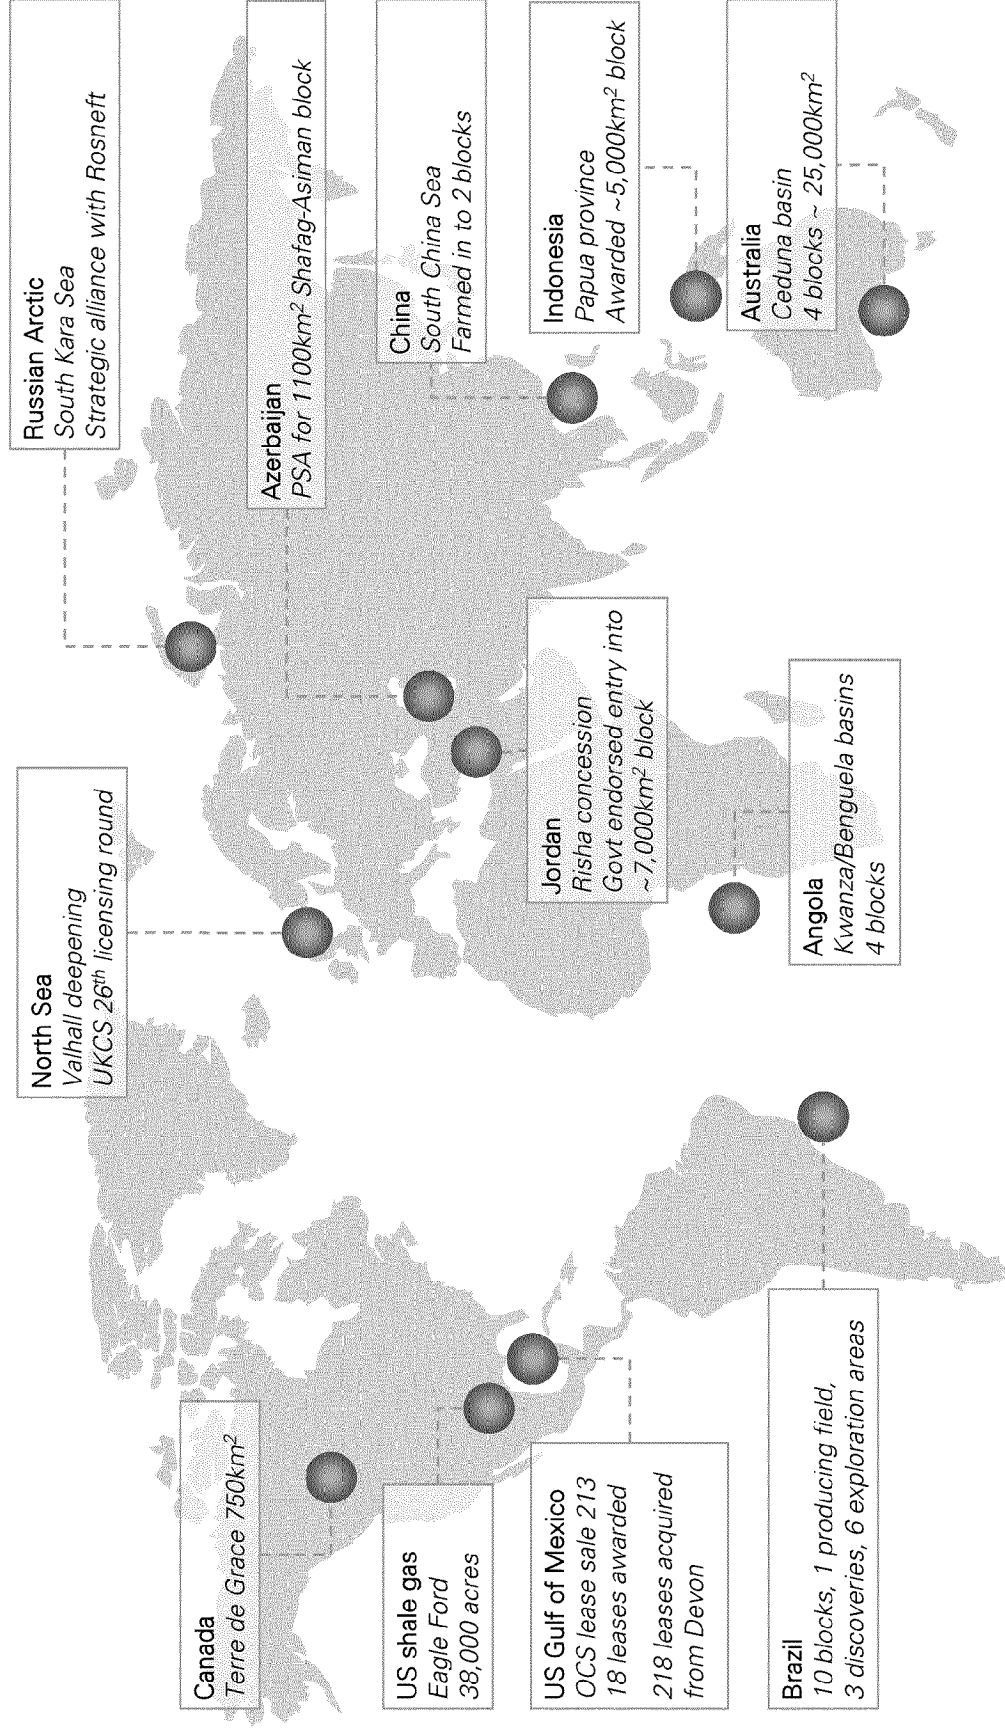 Canada
Terre de Grace 750km²
US shale gas
Eagle Ford
38,000 acres
US Gulf of Mexico
OCS lease sale 213
18 leases awarded
218 leases acquired
from Devon
Brazil
10 blocks, 1 producing field,
3 discoveries, 6 exploration areas
North Sea
Valhall deepening
UKCS 26th licensing round
Jordan
Risha concession
Govt endorsed entry into
~7,000km² block
Angola
Kwanza/Benguela basins
4 blocks
Russian Arctic
South Kara Sea
Strategic alliance with Rosneft
Azerbaijan
PSA for 1100km² Shafag-Asiman block
China
South China Sea
Farmed in to 2 blocks
Indonesia
Papua province
Awarded ~5,000km² block
Australia
Ceduna basin
4 blocks ~ 25,000km²